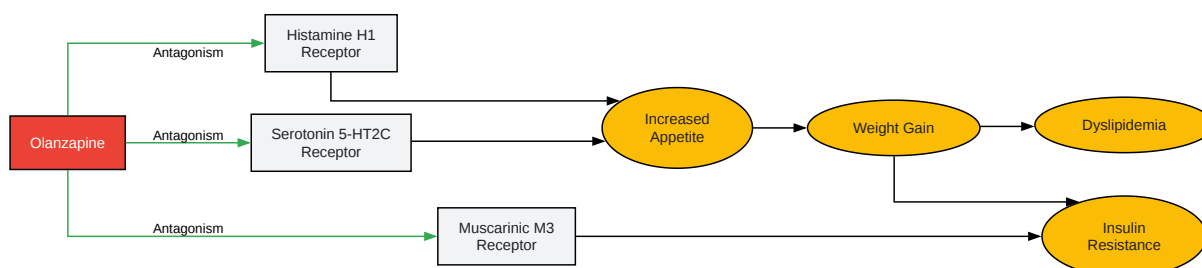 Antagonism
Histamine H1
Receptor
Olanzapine
Antagonism
Serotonin 5-HT2C
Receptor
Increased
Appetite
Weight Gain
Dyslipidemia
Antagonism
Muscarinic M3
Receptor
Insulin
Resistance